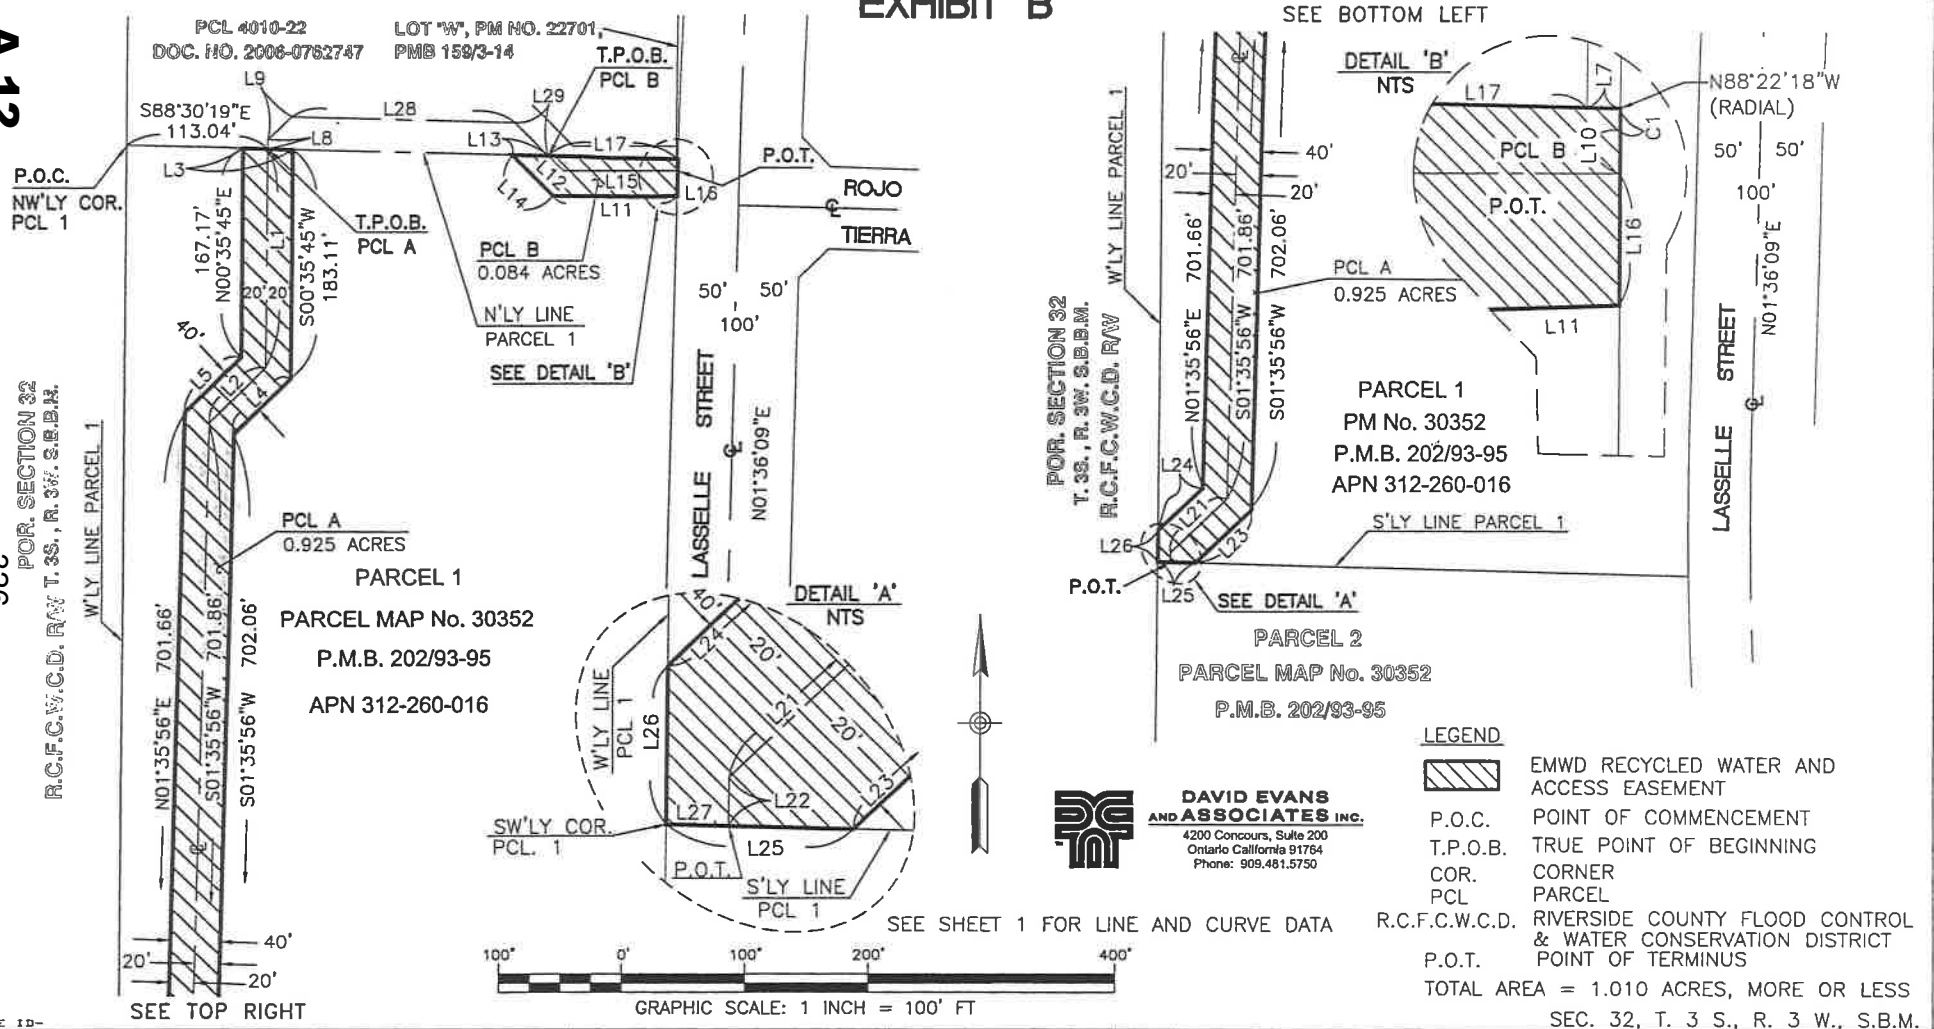 EXHIBIT "B"
A 12
PCL 4010-22
DOC. NO. 2006-0762747
LOT "W", PM NO. 22701,
PMB 159/3-14
T.P.O.B.
PCL B
L9
L28
L29
S88°30'19"E
113.04'
L8
L13
L17
L3
P.O.C.
NW'LY COR.
PCL 1
L12
L15
L14
L11
L16
P.O.T.
ROJO
TIERRA
T.P.O.B.
PCL A
167.17'
N00°35'45"E
L1
S00°35'45"W
183.11'
20' 20'
PCL B
0.084 ACRES
N'LY LINE
PARCEL 1
SEE DETAIL 'B'
50' 50'
100'
40'
L5
L2
L4
LASSELLE STREET
N01°36'09"E
POR. SECTION 32
T. 3S., R. 3W. S.B.B.M.
R.C.F.C.W.C.D. R/W
W'LY LINE PARCEL 1
PCL A
0.925 ACRES
PARCEL 1
PARCEL MAP No. 30352
P.M.B. 202/93-95
APN 312-260-016
N01°35'56"E 701.66'
S01°35'56"W 701.86'
S01°35'56"W 702.06'
40'
20'
20'
SEE TOP RIGHT
DETAIL 'A'
NTS
40'
L24
20'
L21
20'
W'LY LINE
PCL 1
L26
L23
L22
L27
SW'LY COR.
PCL. 1
L25
P.O.T.
S'LY LINE
PCL 1
SEE BOTTOM LEFT
DETAIL 'B'
NTS
L17
L7
N88°22'18"W
(RADIAL)
L10
C1
PCL B
P.O.T.
L16
L11
50' 50'
100'
N01°36'09"E
LASSELLE STREET
W'LY LINE PARCEL 1
40'
20'
20'
N01°35'56"E 701.66'
S01°35'56"W 701.86'
S01°35'56"W 702.06'
PCL A
0.925 ACRES
POR. SECTION 32
T. 3S., R. 3W. S.B.B.M.
R.C.F.C.W.C.D. R/W
PARCEL 1
PM No. 30352
P.M.B. 202/93-95
APN 312-260-016
L24
L21
L26
L23
S'LY LINE PARCEL 1
P.O.T.
L25
SEE DETAIL 'A'
PARCEL 2
PARCEL MAP No. 30352
P.M.B. 202/93-95
DAVID EVANS
AND ASSOCIATES INC.
4200 Concours, Suite 200
Ontario California 91764
Phone: 909.481.5750
LEGEND
EMWD RECYCLED WATER AND
ACCESS EASEMENT
P.O.C. POINT OF COMMENCEMENT
T.P.O.B. TRUE POINT OF BEGINNING
COR. CORNER
PCL PARCEL
R.C.F.C.W.C.D. RIVERSIDE COUNTY FLOOD CONTROL
& WATER CONSERVATION DISTRICT
P.O.T. POINT OF TERMINUS
TOTAL AREA = 1.010 ACRES, MORE OR LESS
SEC. 32, T. 3 S., R. 3 W., S.B.M.
SEE SHEET 1 FOR LINE AND CURVE DATA
100' 0' 100' 200' 400'
GRAPHIC SCALE: 1 INCH = 100' FT